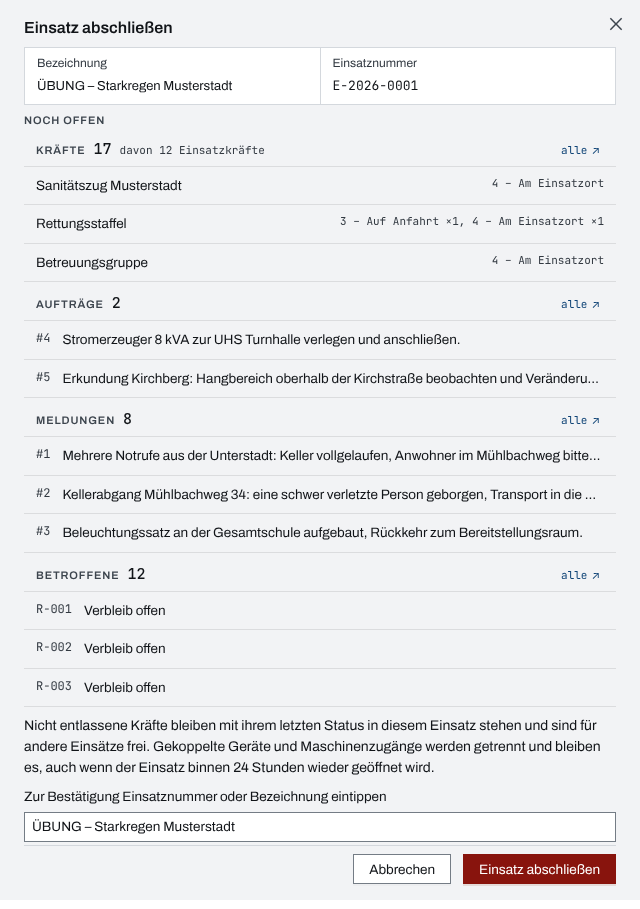 Einsatz abschließen
Bezeichnung
ÜBUNG – Starkregen Musterstadt
Einsatznummer
E-2026-0001
NOCH OFFEN
KRÄFTE 17 davon 12 Einsatzkräfte alle ↗
Sanitätszug Musterstadt 4 – Am Einsatzort
Rettungsstaffel 3 – Auf Anfahrt ×1, 4 – Am Einsatzort ×1
Betreuungsgruppe 4 – Am Einsatzort
AUFTRÄGE 2 alle ↗
#4 Stromerzeuger 8 kVA zur UHS Turnhalle verlegen und anschließen.
#5 Erkundung Kirchberg: Hangbereich oberhalb der Kirchstraße beobachten und Veränderu…
MELDUNGEN 8 alle ↗
#1 Mehrere Notrufe aus der Unterstadt: Keller vollgelaufen, Anwohner im Mühlbachweg bitte…
#2 Kellerabgang Mühlbachweg 34: eine schwer verletzte Person geborgen, Transport in die …
#3 Beleuchtungssatz an der Gesamtschule aufgebaut, Rückkehr zum Bereitstellungsraum.
BETROFFENE 12 alle ↗
R-001 Verbleib offen
R-002 Verbleib offen
R-003 Verbleib offen
Nicht entlassene Kräfte bleiben mit ihrem letzten Status in diesem Einsatz stehen und sind für
andere Einsätze frei. Gekoppelte Geräte und Maschinenzugänge werden getrennt und bleiben
es, auch wenn der Einsatz binnen 24 Stunden wieder geöffnet wird.
Zur Bestätigung Einsatznummer oder Bezeichnung eintippen
ÜBUNG – Starkregen Musterstadt
Abbrechen
Einsatz abschließen